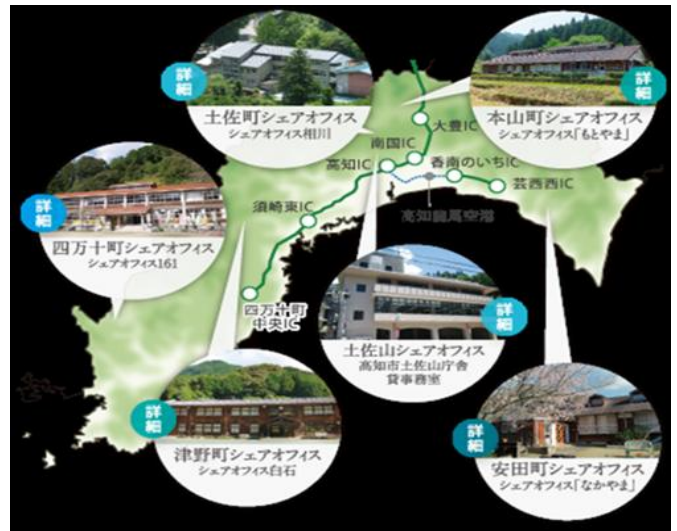 詳細
土佐町シェアオフィス
シェアオフィス相川
詳細
本山町シェアオフィス
シェアオフィス「もとやま」
大豊IC
南国IC
高知IC
香南のいちIC
芸西西IC
高知龍馬空港
須崎東IC
詳細
四万十町シェアオフィス
シェアオフィス161
四万十町
中央IC
詳細
土佐山シェアオフィス
高知市土佐山庁舎
貸事務室
詳細
津野町シェアオフィス
シェアオフィス白石
詳細
安田町シェアオフィス
シェアオフィス「なかやま」